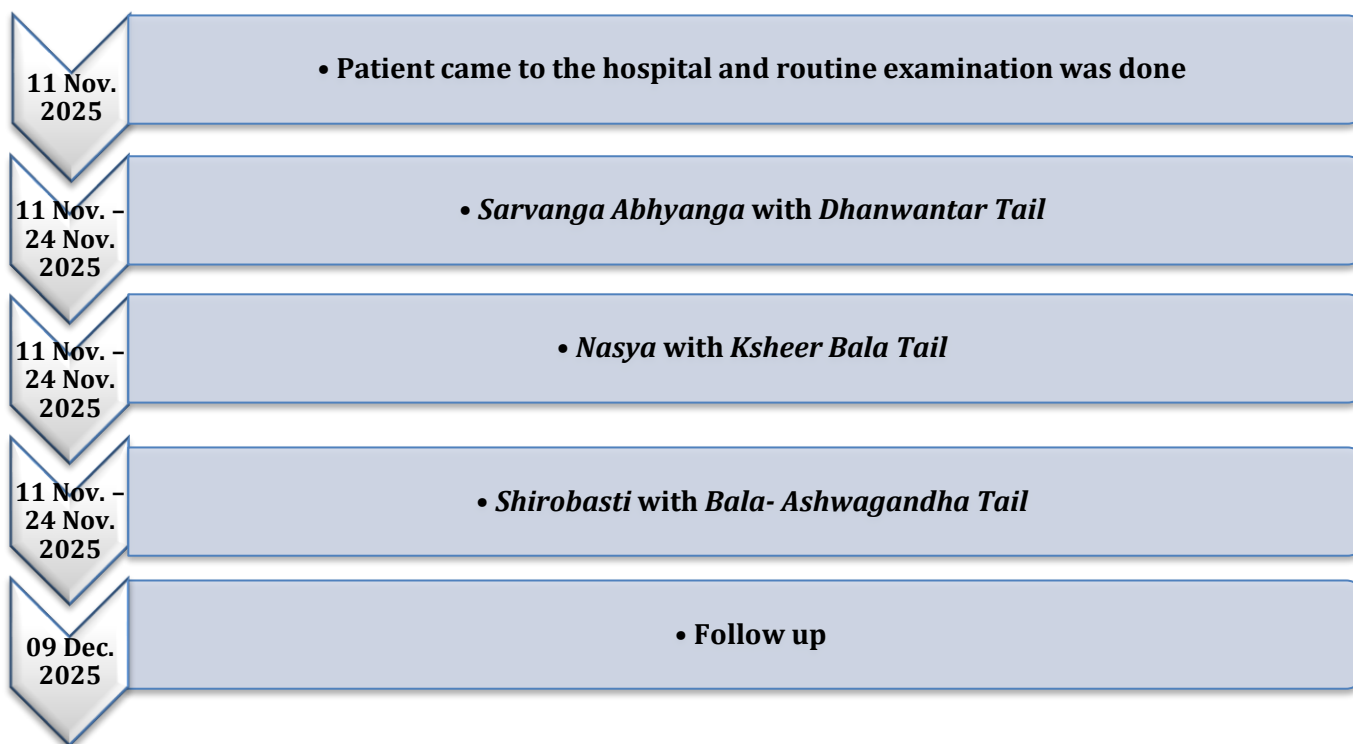 11 Nov.
2025
• Patient came to the hospital and routine examination was done
11 Nov. –
24 Nov.
2025
• Sarvanga Abhyanga with Dhanwantar Tail
11 Nov. –
24 Nov.
2025
• Nasya with Ksheer Bala Tail
11 Nov. –
24 Nov.
2025
• Shirobasti with Bala- Ashwagandha Tail
09 Dec.
2025
• Follow up